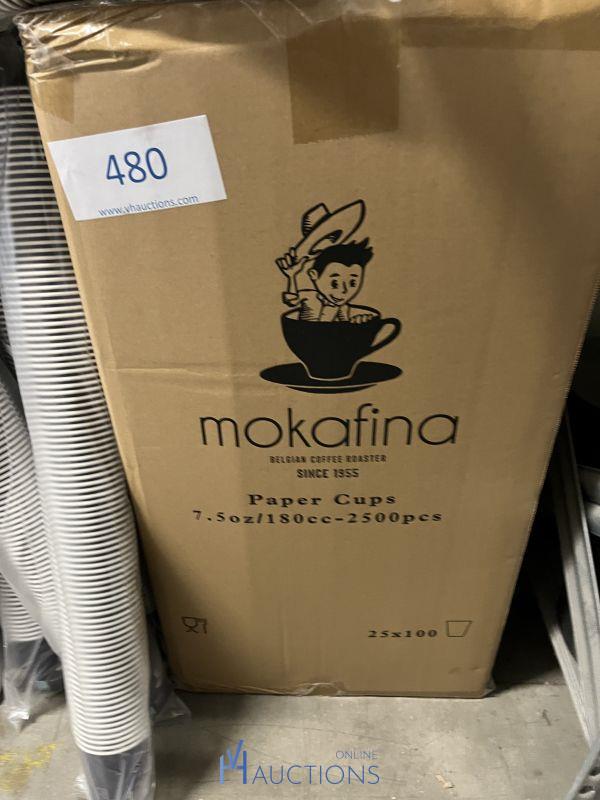 480
www.vhauctions.com
mokafina
BELGIAN COFFEE ROASTER
SINCE 1955
Paper Cups
7.5oz/180cc-2500pcs
25x100
ONLINE
VH AUCTIONS